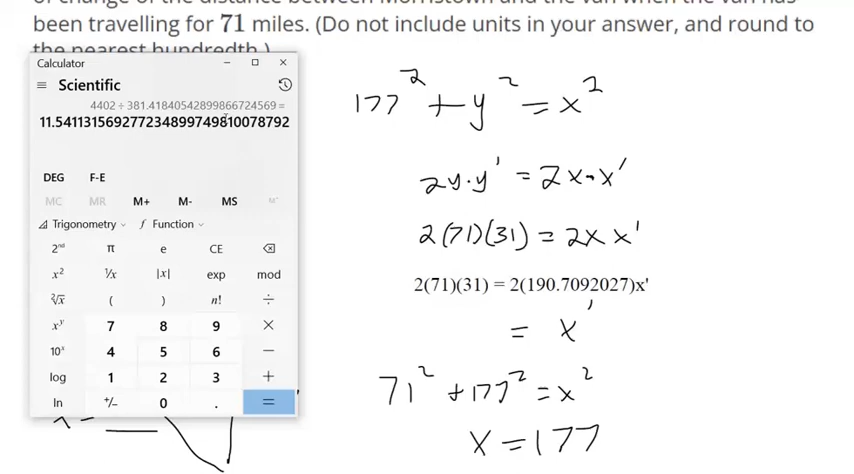 of change of the distance between Morristown and the van when the van has
been travelling for 71 miles. (Do not include units in your answer, and round to
the nearest hundredth.)
Calculator
Scientific
4402 ÷ 381.41840542899866724569 =
11.541131569277234899749810078792
DEG F-E
MC MR M+ M- MS M˅
Trigonometry f Function
2ⁿᵈ π e CE
x² ¹/x |x| exp mod
²√x ( ) n! ÷
xʸ 7 8 9 ×
10ˣ 4 5 6 −
log 1 2 3 +
ln +/− 0 . =
177² + y² = x²
2y·y' = 2x·x'
2(71)(31) = 2x x'
2(71)(31) = 2(190.7092027)x'
= x'
71² + 177² = x²
x = 177